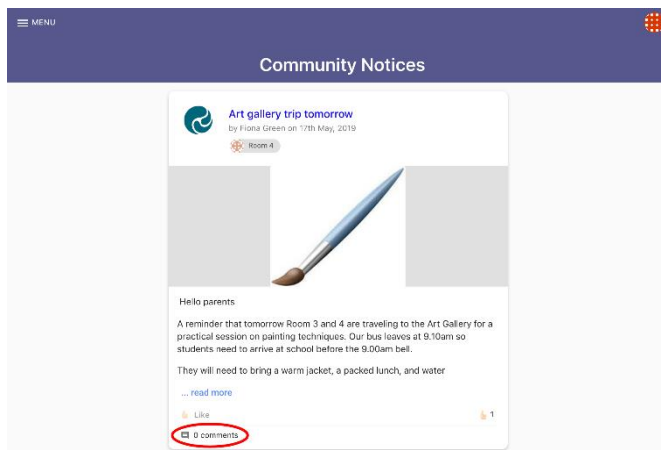 MENU
Community Notices
Art gallery trip tomorrow
by Fiona Green on 17th May, 2019
Room 4
Hello parents
A reminder that tomorrow Room 3 and 4 are traveling to the Art Gallery for a
practical session on painting techniques. Our bus leaves at 9.10am so
students need to arrive at school before the 9.00am bell.
They will need to bring a warm jacket, a packed lunch, and water
... read more
Like 1
0 comments